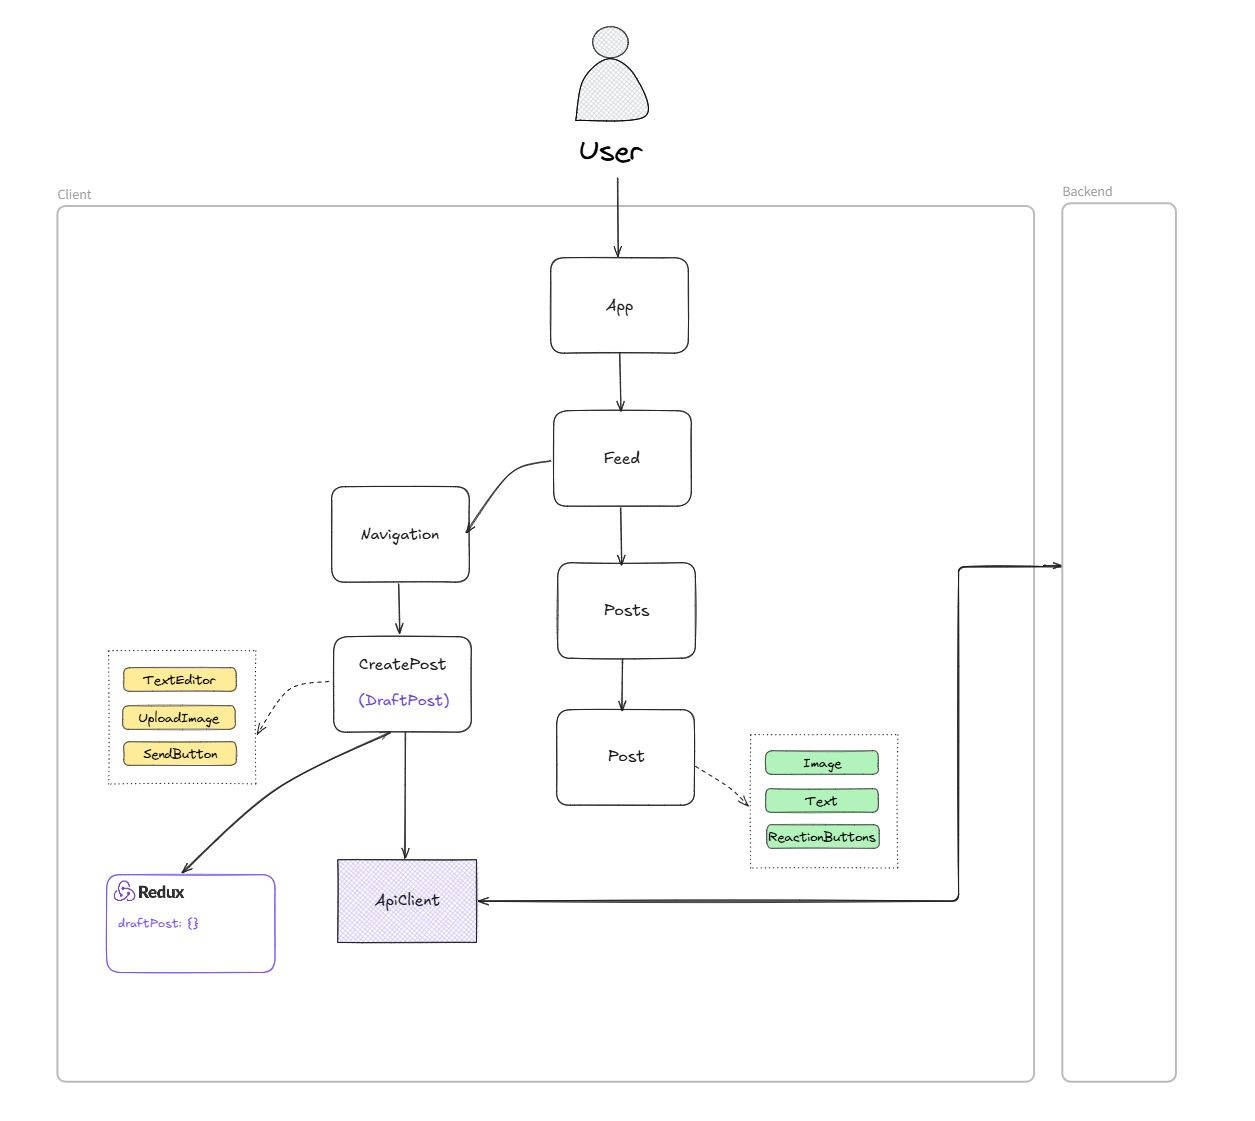 User
Client
Backend
App
Feed
Navigation
Posts
CreatePost
(DraftPost)
TextEditor
UploadImage
SendButton
Post
Image
Text
ReactionButtons
Redux
draftPost: {}
ApiClient